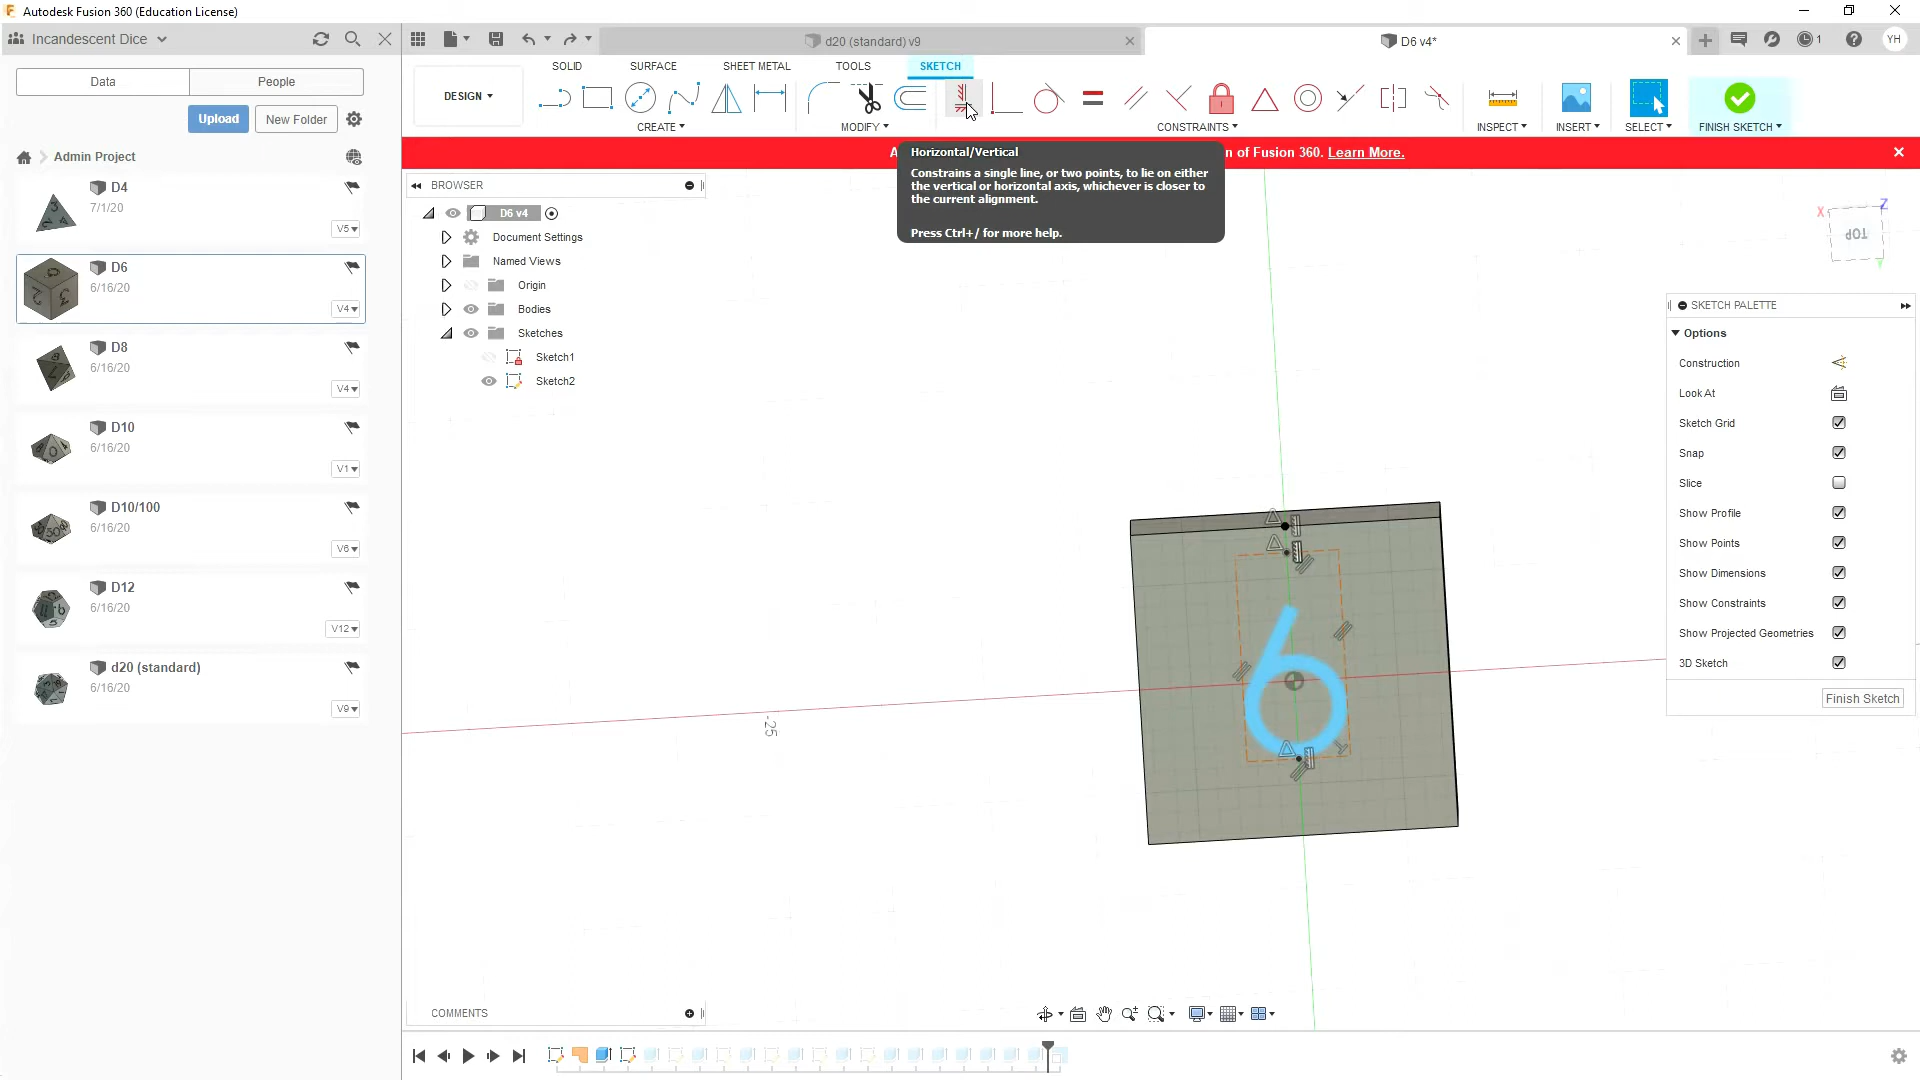 Autodesk Fusion 360 (Education License)
Incandescent Dice
d20 (standard) v9
D6 v4*
1
YH
Data
People
Upload
New Folder
Admin Project
D4
7/1/20
V5
D6
6/16/20
V4
D8
6/16/20
V4
D10
6/16/20
V1
D10/100
6/16/20
V6
D12
6/16/20
V12
d20 (standard)
6/16/20
V9
DESIGN
SOLID
SURFACE
SHEET METAL
TOOLS
SKETCH
CREATE
MODIFY
CONSTRAINTS
INSPECT
INSERT
SELECT
FINISH SKETCH
n of Fusion 360. Learn More.
Horizontal/Vertical
Constrains a single line, or two points, to lie on either
the vertical or horizontal axis, whichever is closer to
the current alignment.
Press Ctrl+/ for more help.
BROWSER
D6 v4
Document Settings
Named Views
Origin
Bodies
Sketches
Sketch1
Sketch2
X
Z
TOP
Y
SKETCH PALETTE
Options
Construction
Look At
Sketch Grid
Snap
Slice
Show Profile
Show Points
Show Dimensions
Show Constraints
Show Projected Geometries
3D Sketch
Finish Sketch
-25
6
COMMENTS